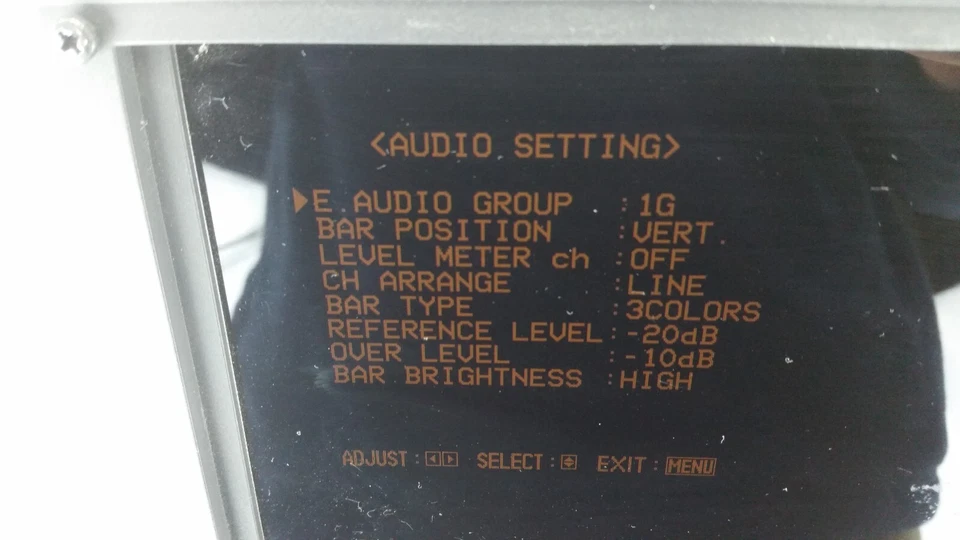 <AUDIO SETTING>
▶E.AUDIO GROUP : 1G
BAR POSITION :VERT.
LEVEL METER ch :OFF
CH ARRANGE :LINE
BAR TYPE :3COLORS
REFERENCE LEVEL:-20dB
OVER LEVEL :-10dB
BAR BRIGHTNESS :HIGH
ADJUST:◀▶ SELECT:◆ EXIT:MENU